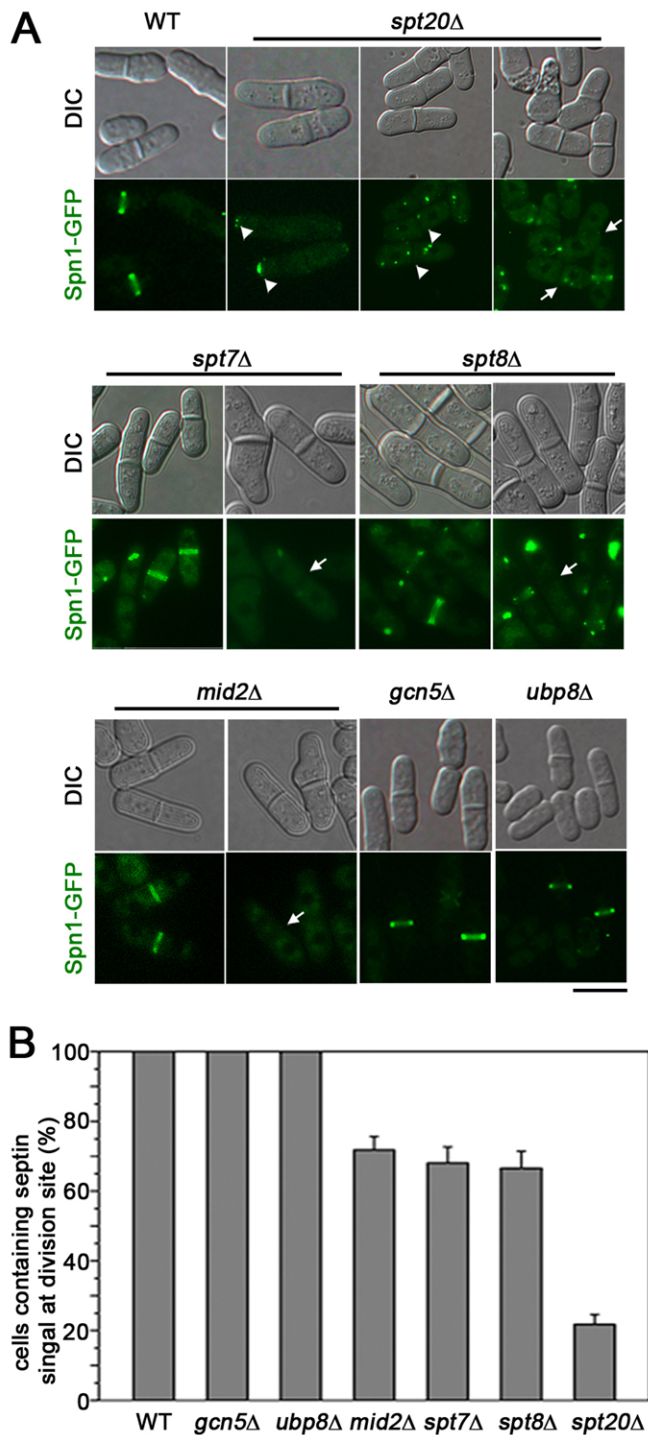 A
WT spt20Δ
DIC
Spn1-GFP
spt7Δ spt8Δ
DIC
Spn1-GFP
mid2Δ gcn5Δ ubp8Δ
DIC
Spn1-GFP
B
cells containing septin
singal at division site (%)
100
80
60
40
20
0
WT gcn5Δ ubp8Δ mid2Δ spt7Δ spt8Δ spt20Δ